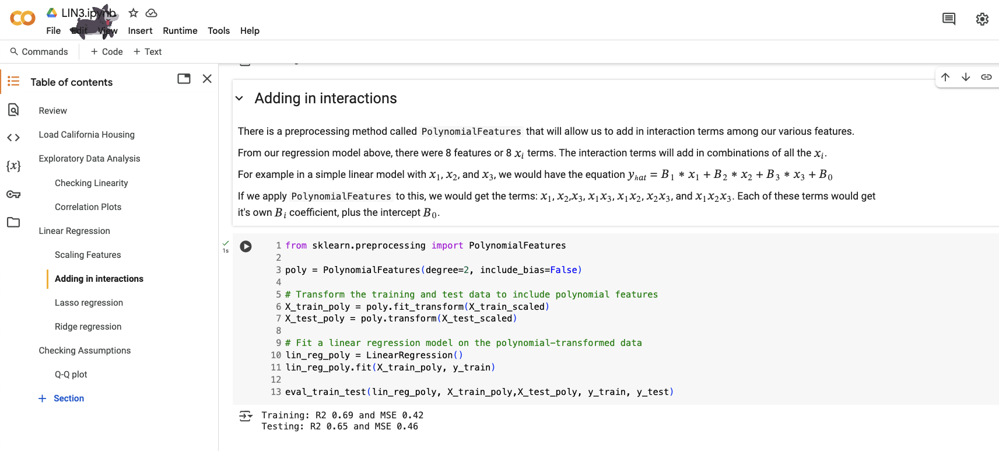 LIN3.ipynb
File Edit View Insert Runtime Tools Help
Commands + Code + Text
Table of contents
Review
Load California Housing
Exploratory Data Analysis
Checking Linearity
Correlation Plots
Linear Regression
Scaling Features
Adding in interactions
Lasso regression
Ridge regression
Checking Assumptions
Q-Q plot
+ Section
Adding in interactions
There is a preprocessing method called PolynomialFeatures that will allow us to add in interaction terms among our various features.
From our regression model above, there were 8 features or 8 x_i terms. The interaction terms will add in combinations of all the x_i.
For example in a simple linear model with x_1, x_2, and x_3, we would have the equation y_hat = B_1 * x_1 + B_2 * x_2 + B_3 * x_3 + B_0
If we apply PolynomialFeatures to this, we would get the terms: x_1, x_2,x_3, x_1x_3, x_1x_2, x_2x_3, and x_1x_2x_3. Each of these terms would get
it's own B_i coefficient, plus the intercept B_0.
1s
1 from sklearn.preprocessing import PolynomialFeatures
2
3 poly = PolynomialFeatures(degree=2, include_bias=False)
4
5 # Transform the training and test data to include polynomial features
6 X_train_poly = poly.fit_transform(X_train_scaled)
7 X_test_poly = poly.transform(X_test_scaled)
8
9 # Fit a linear regression model on the polynomial-transformed data
10 lin_reg_poly = LinearRegression()
11 lin_reg_poly.fit(X_train_poly, y_train)
12
13 eval_train_test(lin_reg_poly, X_train_poly,X_test_poly, y_train, y_test)
Training: R2 0.69 and MSE 0.42
Testing: R2 0.65 and MSE 0.46